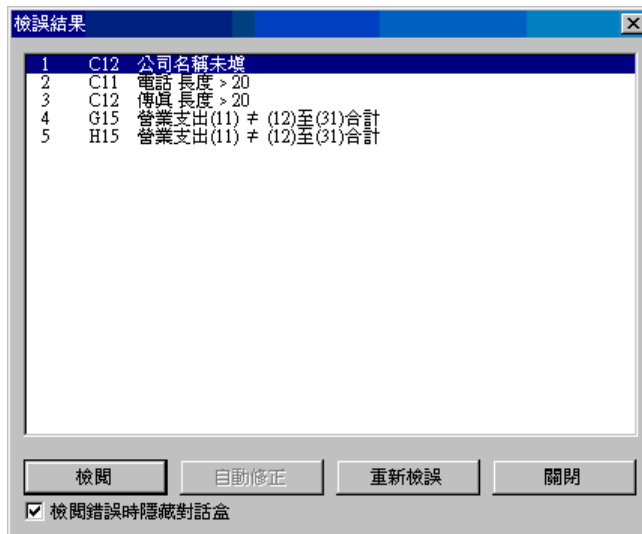 檢誤結果
1 C12 公司名稱未填
2 C11 電話 長度 > 20
3 C12 傳真 長度 > 20
4 G15 營業支出(11) ≠ (12)至(31)合計
5 H15 營業支出(11) ≠ (12)至(31)合計
檢閱 自動修正 重新檢誤 關閉
檢閱錯誤時隱藏對話盒